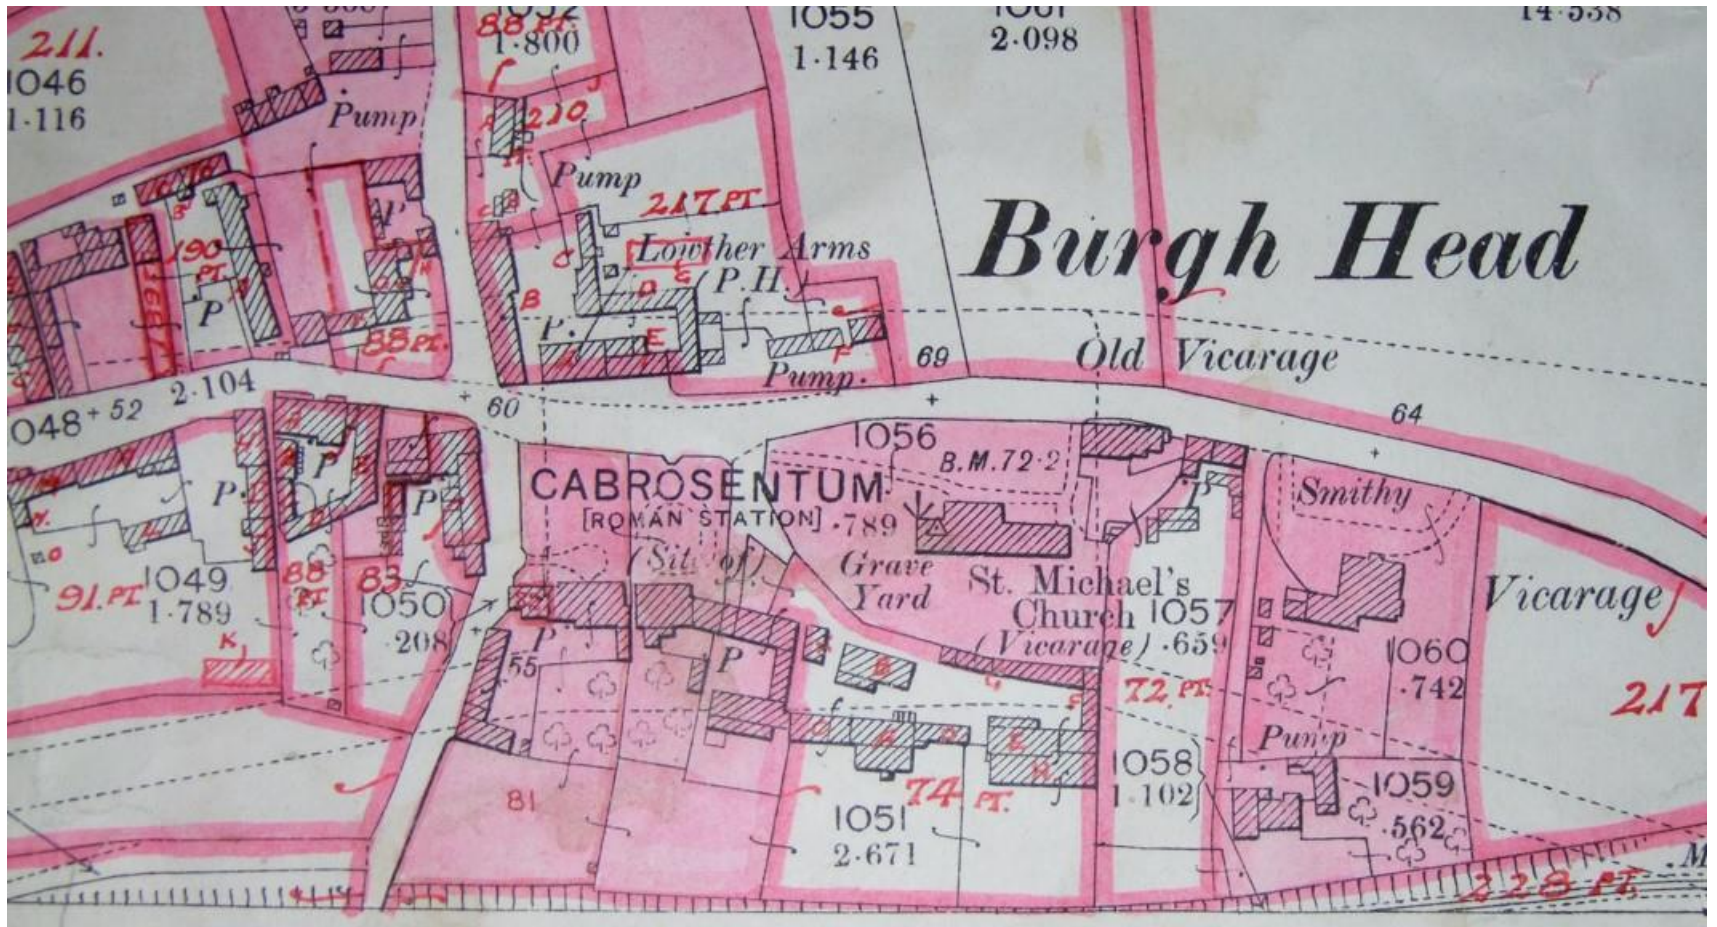 211.
1046
1·116
Pump
1052
88 PT.
1·800
210
1055
1·146
1061
2·098
14·538
Pump
217 PT
Lowther Arms
(P.H.)
Burgh Head
190
PT.
P
P
88 PT.
B
C
D
E
P.
E
F
Pump.
69
Old Vicarage
64
048
+ 52
2·104
+ 60
1056
B.M. 72·2
CABROSENTUM
[ROMAN STATION]
·789
(Site of)
Grave
Yard
St. Michael's
Church
(Vicarage)
1057
·659
P
Smithy
Vicarage
P
P
P
91. PT
1049
1·789
88
PT
83
1050
·208
K
P
55
P
72 PT.
1060
·742
217
Pump
81
74 PT.
1051
2·671
1058
1·102
1059
·562
228 PT.
.M